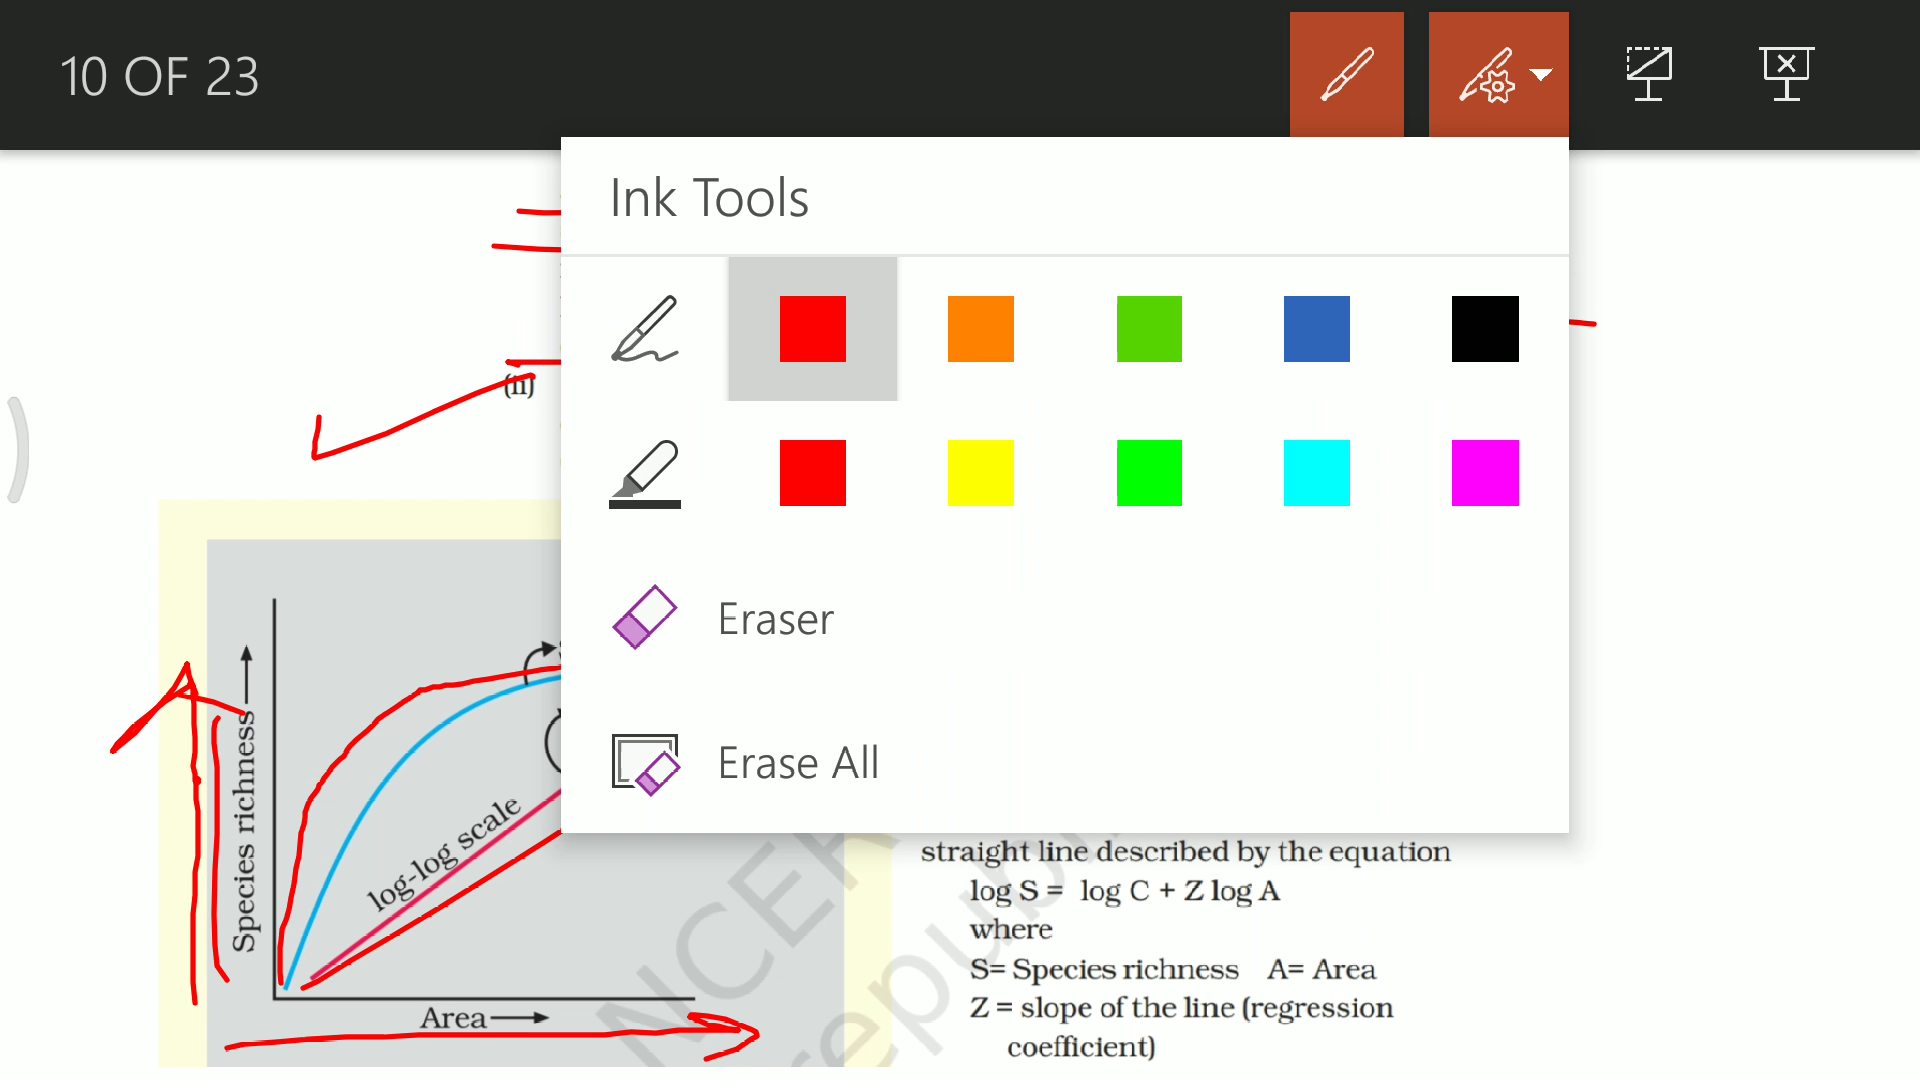 10 OF 23
Ink Tools
(ii)
Eraser
Erase All
Species richness
log-log scale
Area
straight line described by the equation
log S = log C + Z log A
where
S= Species richness A= Area
Z = slope of the line (regression
coefficient)